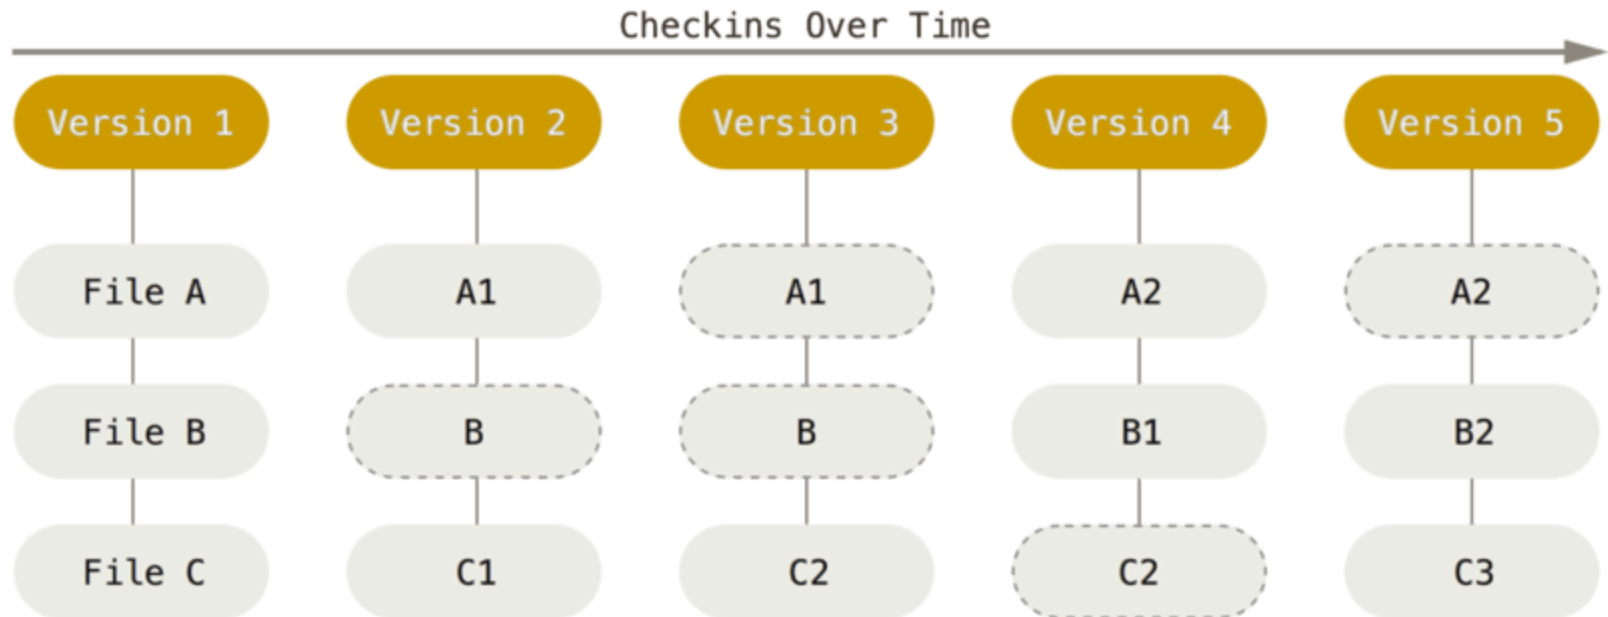 Checkins Over Time
Version 1 Version 2 Version 3 Version 4 Version 5
File A A1 A1 A2 A2
File B B B B1 B2
File C C1 C2 C2 C3